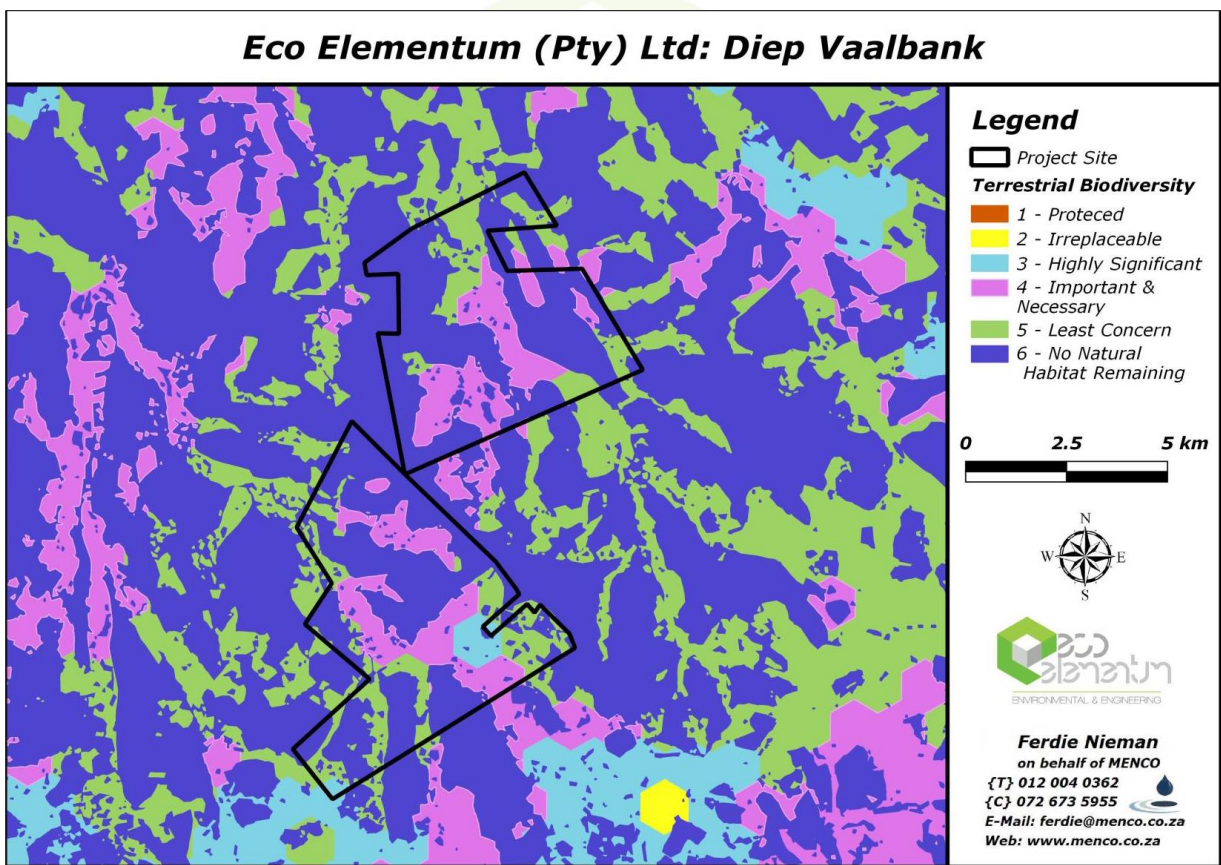 Eco Elementum (Pty) Ltd: Diep Vaalbank
Legend
Project Site
Terrestrial Biodiversity
1 - Proteced
2 - Irreplaceable
3 - Highly Significant
4 - Important &
Necessary
5 - Least Concern
6 - No Natural
Habitat Remaining
0 2.5 5 km
N
W E
S
eco
elementum
ENVIRONMENTAL & ENGINEERING
Ferdie Nieman
on behalf of MENCO
{T} 012 004 0362
{C} 072 673 5955
E-Mail: ferdie@menco.co.za
Web: www.menco.co.za